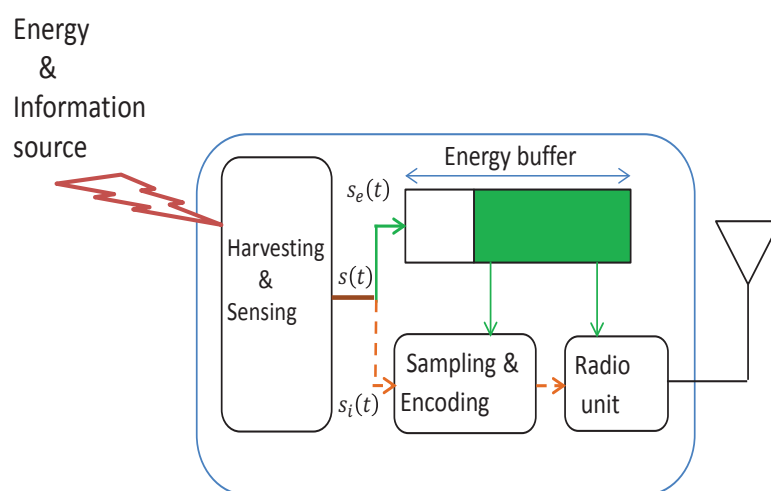 Energy
&
Information
source
Energy buffer
s_e(t)
Harvesting
&
Sensing
s(t)
s_i(t)
Sampling &
Encoding
Radio
unit